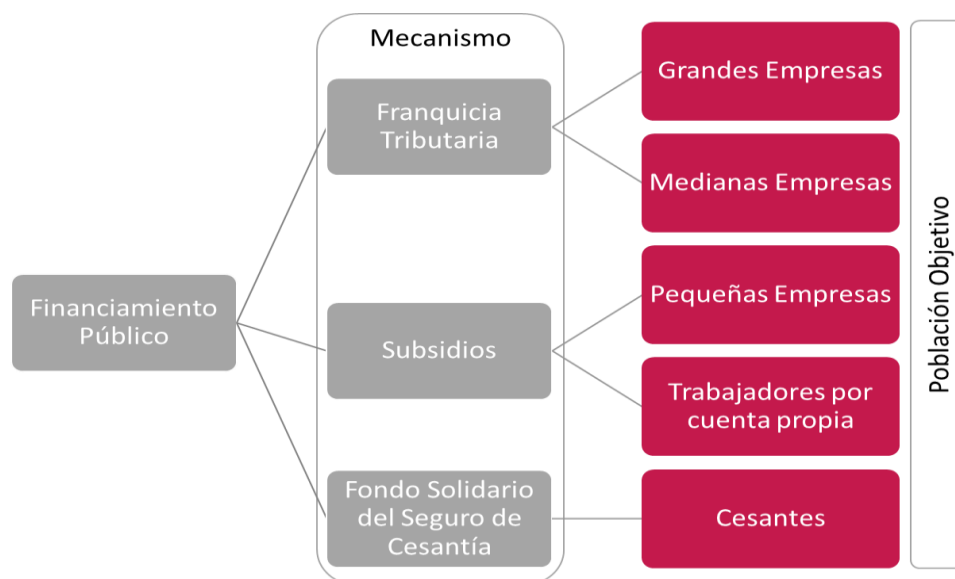 Mecanismo
Financiamiento
Público
Franquicia
Tributaria
Subsidios
Fondo Solidario
del Seguro de
Cesantía
Grandes Empresas
Medianas Empresas
Pequeñas Empresas
Trabajadores por
cuenta propia
Cesantes
Población Objetivo